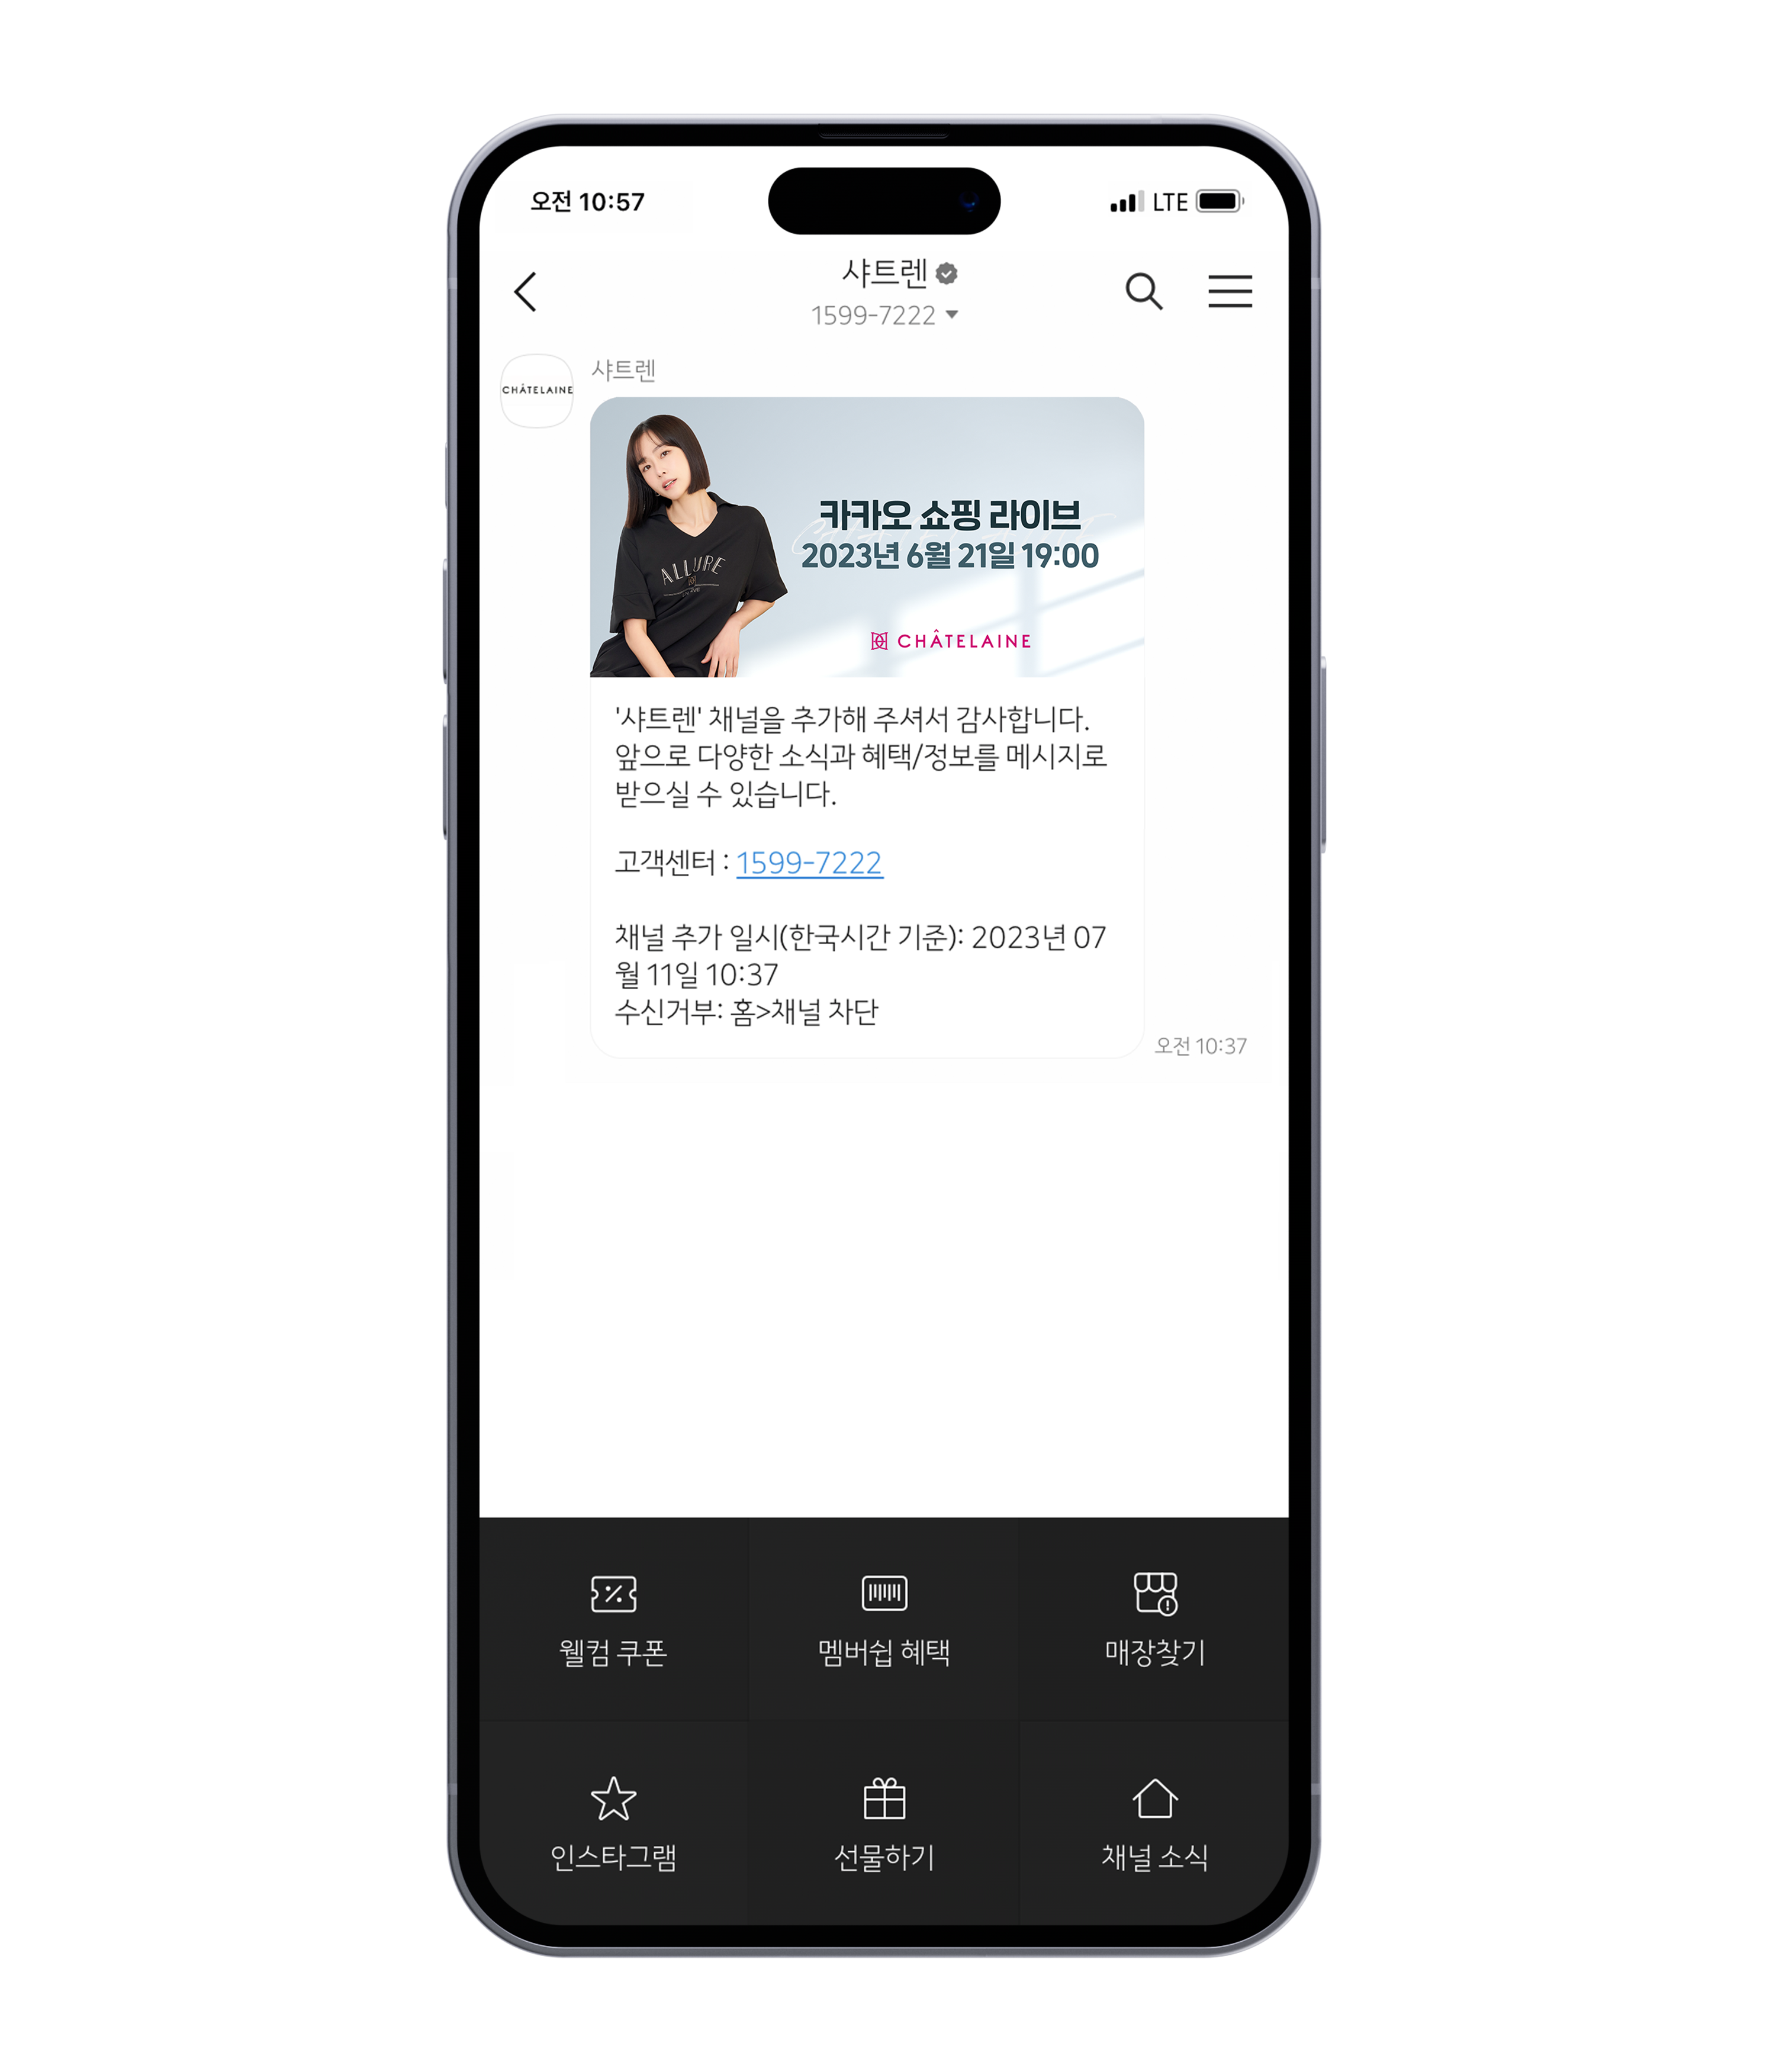 오전 10:57
LTE
샤트렌
1599-7222
CHÂTELAINE
샤트렌
ALLURE
카카오 쇼핑 라이브
2023년 6월 21일 19:00
CHÂTELAINE
'샤트렌' 채널을 추가해 주셔서 감사합니다.
앞으로 다양한 소식과 혜택/정보를 메시지로
받으실 수 있습니다.
고객센터 : 1599-7222
채널 추가 일시(한국시간 기준): 2023년 07
월 11일 10:37
수신거부: 홈>채널 차단
오전 10:37
웰컴 쿠폰
멤버쉽 혜택
매장찾기
인스타그램
선물하기
채널 소식